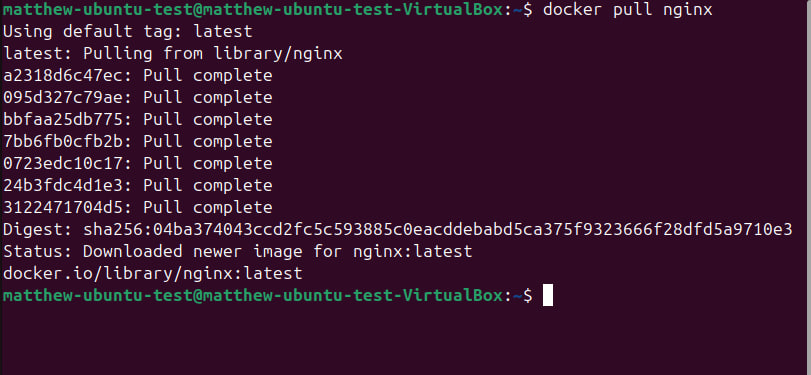 matthew-ubuntu-test@matthew-ubuntu-test-VirtualBox:~$ docker pull nginx
Using default tag: latest
latest: Pulling from library/nginx
a2318d6c47ec: Pull complete
095d327c79ae: Pull complete
bbfaa25db775: Pull complete
7bb6fb0cfb2b: Pull complete
0723edc10c17: Pull complete
24b3fdc4d1e3: Pull complete
3122471704d5: Pull complete
Digest: sha256:04ba374043ccd2fc5c593885c0eacddebabd5ca375f9323666f28dfd5a9710e3
Status: Downloaded newer image for nginx:latest
docker.io/library/nginx:latest
matthew-ubuntu-test@matthew-ubuntu-test-VirtualBox:~$